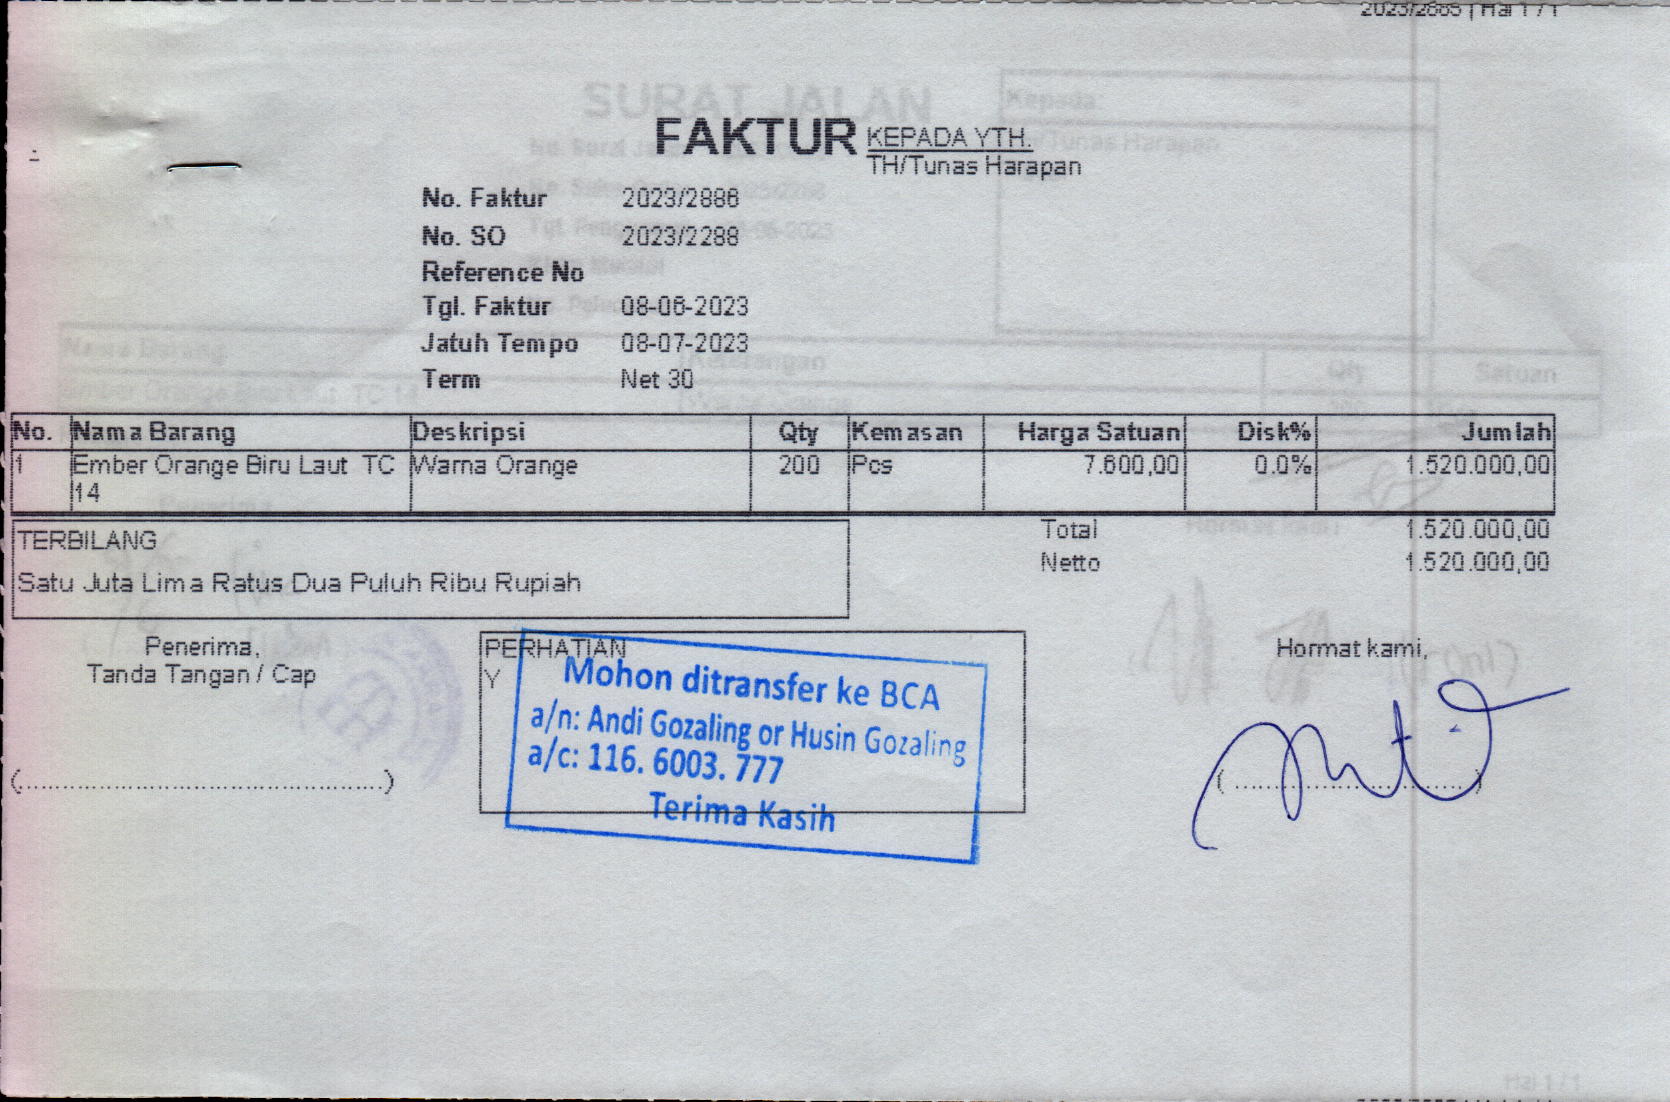 FAKTUR
KEPADA YTH.
TH/Tunas Harapan
No. Faktur 2023/2886
No. SO 2023/2288
Reference No
Tgl. Faktur 08-06-2023
Jatuh Tempo 08-07-2023
Term Net 30
No. Nama Barang Deskripsi Qty Kemasan Harga Satuan Disk% Jumlah
1 Ember Orange Biru Laut TC Warna Orange 200 Pcs 7.600,00 0.0% 1.520.000,00
14
TERBILANG
Satu Juta Lima Ratus Dua Puluh Ribu Rupiah
Total 1.520.000,00
Netto 1.520.000,00
Penerima,
Tanda Tangan / Cap
PERHATIAN
Y
Mohon ditransfer ke BCA
a/n: Andi Gozaling or Husin Gozaling
a/c: 116. 6003. 777
Terima Kasih
Hormat kami,